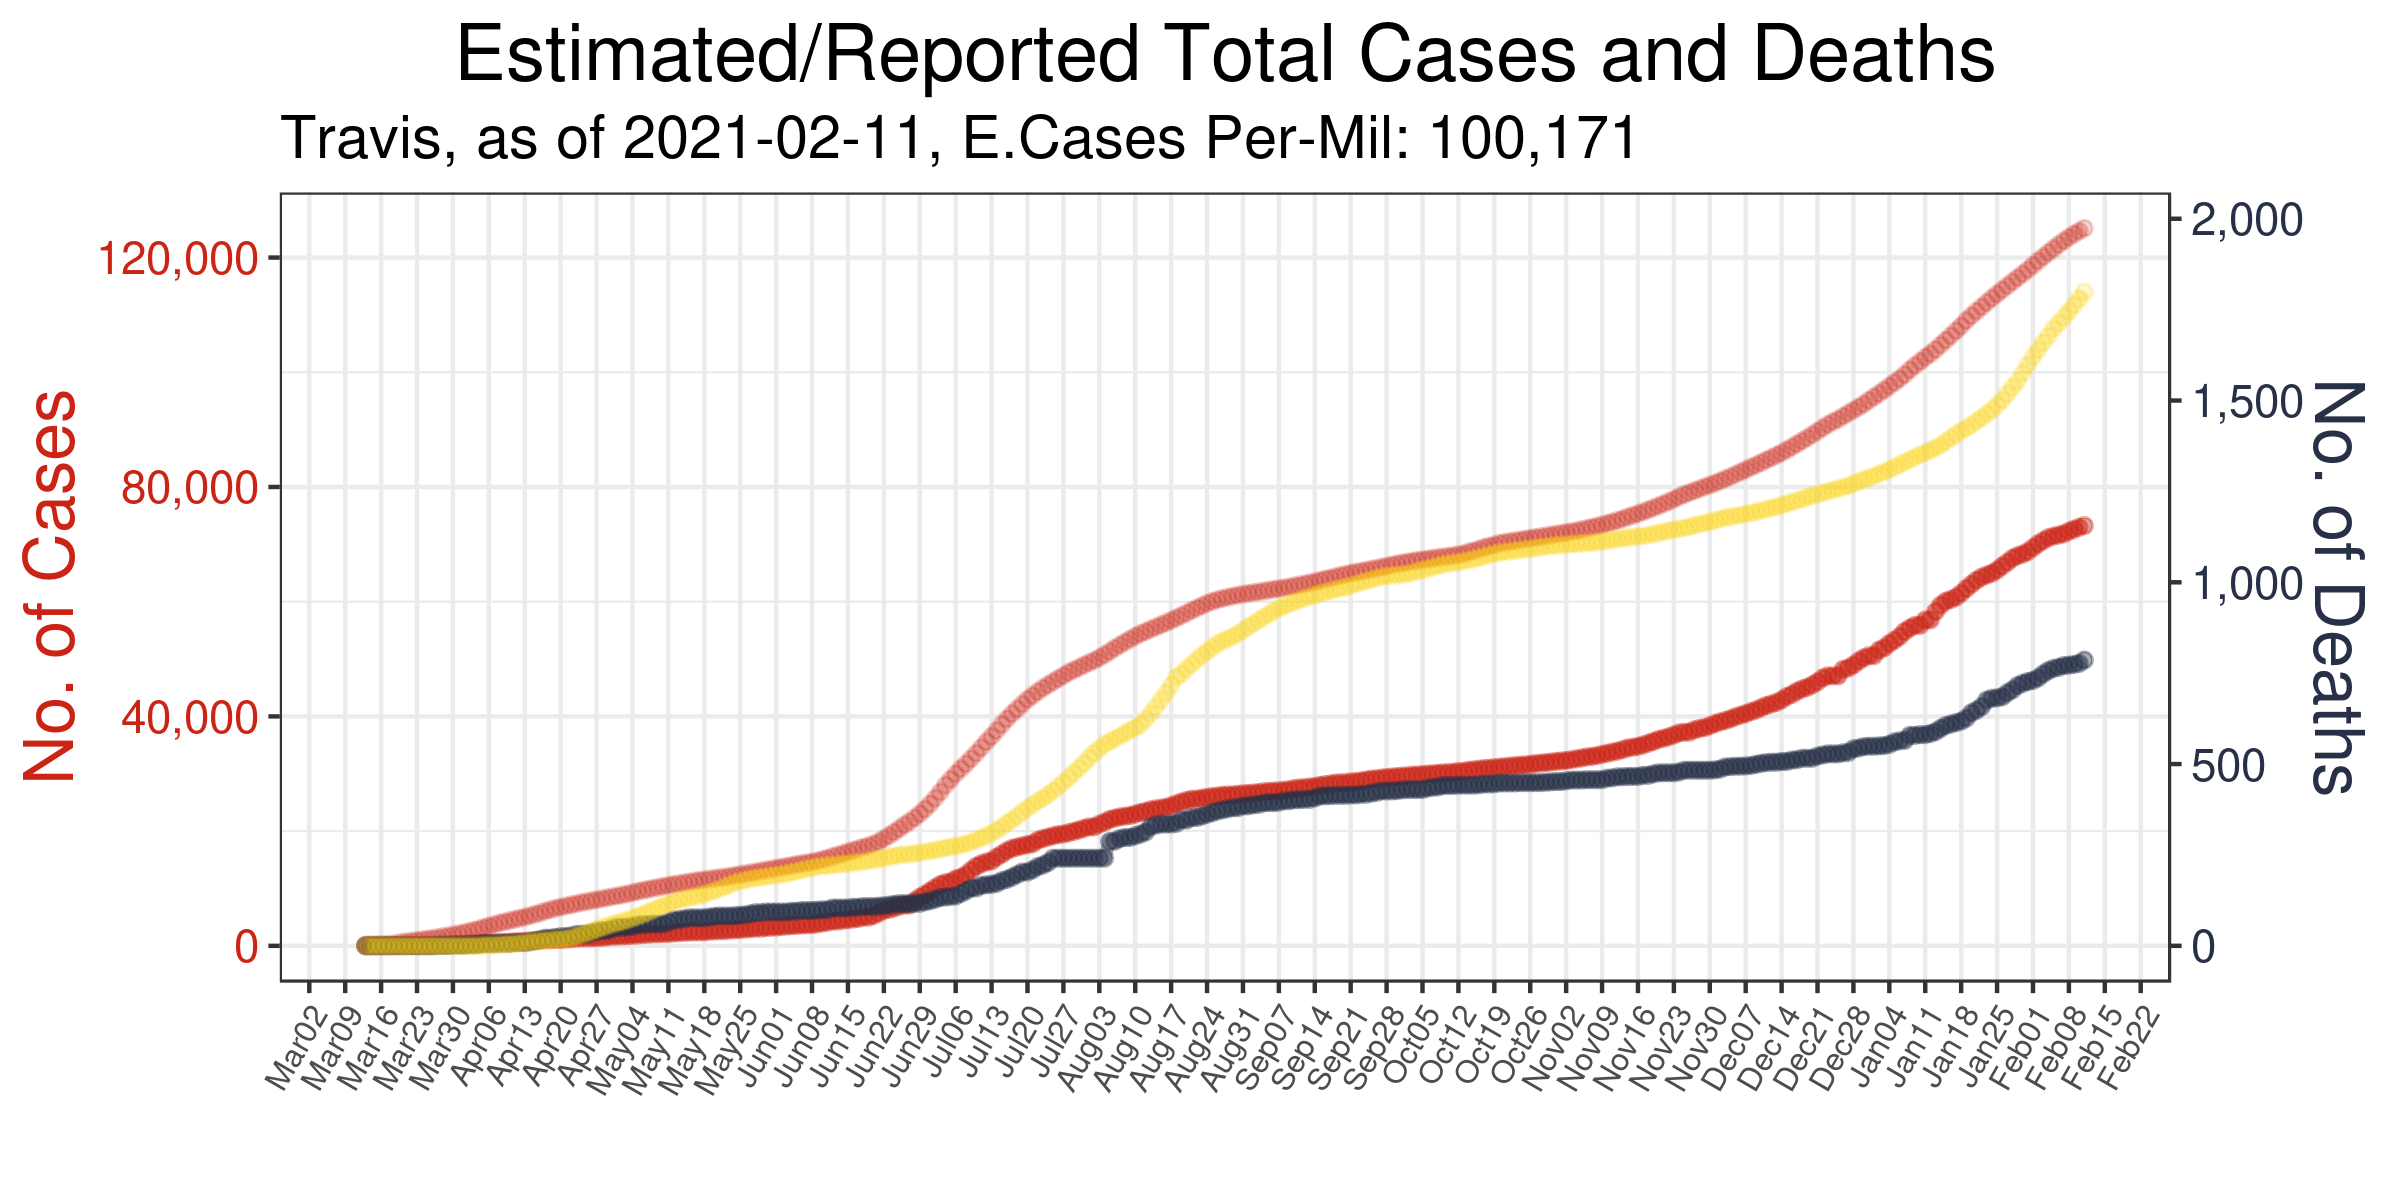 Estimated/Reported Total Cases and Deaths
Travis, as of 2021-02-11, E.Cases Per-Mil: 100,171
No. of Cases
120,000
80,000
40,000
0
2,000
1,500
1,000
500
0
No. of Deaths
Mar02
Mar09
Mar16
Mar23
Mar30
Apr06
Apr13
Apr20
Apr27
May04
May11
May18
May25
Jun01
Jun08
Jun15
Jun22
Jun29
Jul06
Jul13
Jul20
Jul27
Aug03
Aug10
Aug17
Aug24
Aug31
Sep07
Sep14
Sep21
Sep28
Oct05
Oct12
Oct19
Oct26
Nov02
Nov09
Nov16
Nov23
Nov30
Dec07
Dec14
Dec21
Dec28
Jan04
Jan11
Jan18
Jan25
Feb01
Feb08
Feb15
Feb22